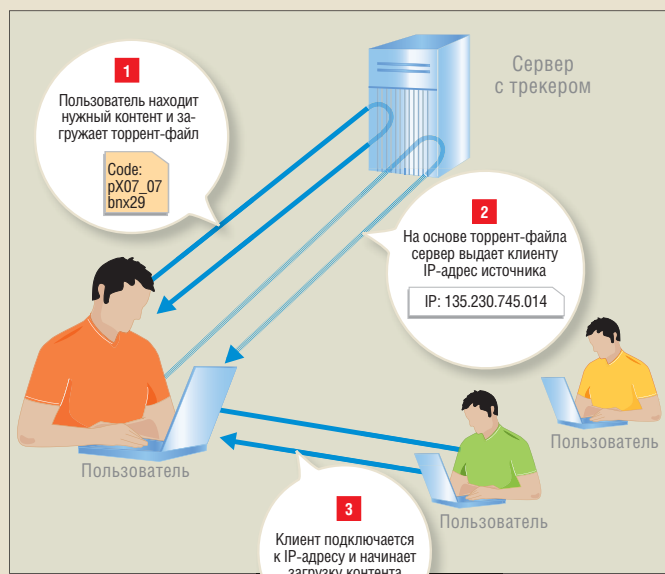 1
Пользователь находит
нужный контент и за-
гружает торрент-файл
Code:
pX07_07
bnx29
Сервер
с трекером
2
На основе торрент-файла
сервер выдает клиенту
IP-адрес источника
IP: 135.230.745.014
Пользователь
Пользователь
Пользователь
3
Клиент подключается
к IP-адресу и начинает
загрузку контента